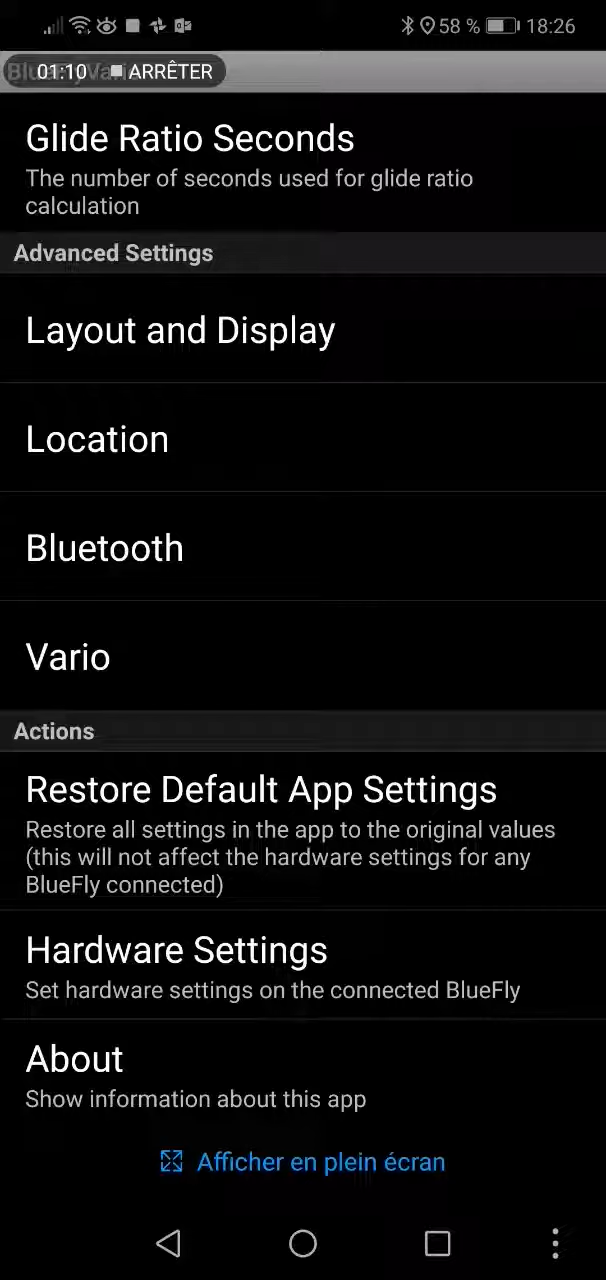 58 % 18:26
BlueFlyVario
01:10 ARRÊTER
Glide Ratio Seconds
The number of seconds used for glide ratio
calculation
Advanced Settings
Layout and Display
Location
Bluetooth
Vario
Actions
Restore Default App Settings
Restore all settings in the app to the original values
(this will not affect the hardware settings for any
BlueFly connected)
Hardware Settings
Set hardware settings on the connected BlueFly
About
Show information about this app
Afficher en plein écran